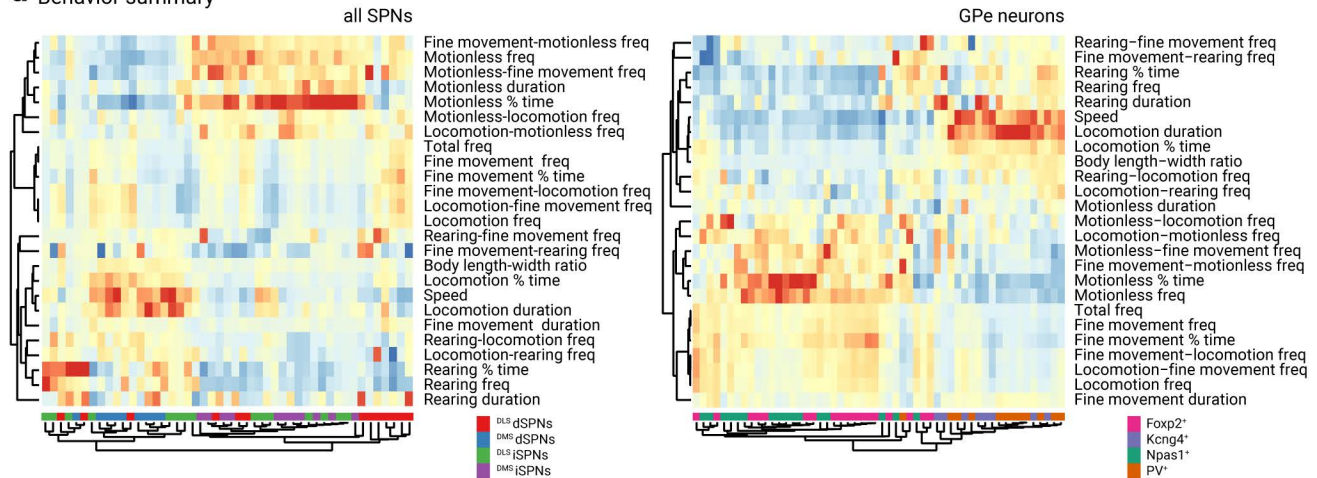 Behavior summary
all SPNs
Fine movement-motionless freq
Motionless freq
Motionless-fine movement freq
Motionless duration
Motionless % time
Motionless-locomotion freq
Locomotion-motionless freq
Total freq
Fine movement freq
Fine movement % time
Fine movement-locomotion freq
Locomotion-fine movement freq
Locomotion freq
Rearing-fine movement freq
Fine movement-rearing freq
Body length-width ratio
Locomotion % time
Speed
Locomotion duration
Fine movement duration
Rearing-locomotion freq
Locomotion-rearing freq
Rearing % time
Rearing freq
Rearing duration
DLS dSPNs
DMS dSPNs
DLS iSPNs
DMS iSPNs
GPe neurons
Rearing−fine movement freq
Fine movement−rearing freq
Rearing % time
Rearing freq
Rearing duration
Speed
Locomotion duration
Locomotion % time
Body length−width ratio
Rearing−locomotion freq
Locomotion−rearing freq
Motionless duration
Motionless−locomotion freq
Locomotion−motionless freq
Motionless−fine movement freq
Fine movement−motionless freq
Motionless % time
Motionless freq
Total freq
Fine movement freq
Fine movement % time
Fine movement−locomotion freq
Locomotion−fine movement freq
Locomotion freq
Fine movement duration
Foxp2⁺
Kcng4⁺
Npas1⁺
PV⁺